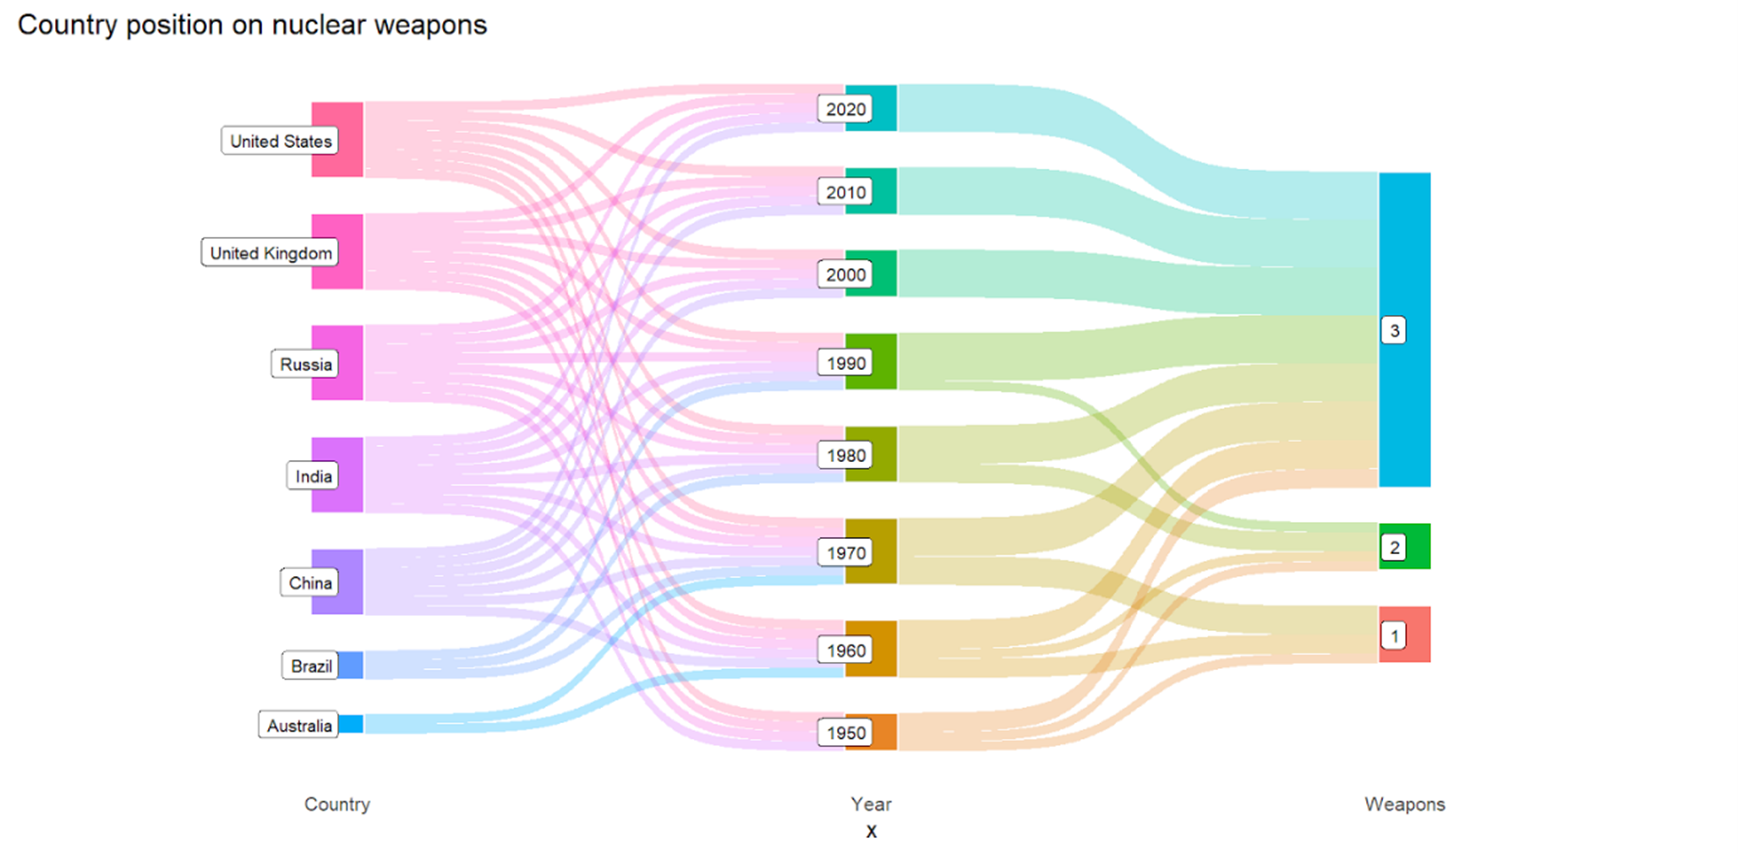 Country position on nuclear weapons
United States
United Kingdom
Russia
India
China
Brazil
Australia
2020
2010
2000
1990
1980
1970
1960
1950
3
2
1
Country
Year
Weapons
x